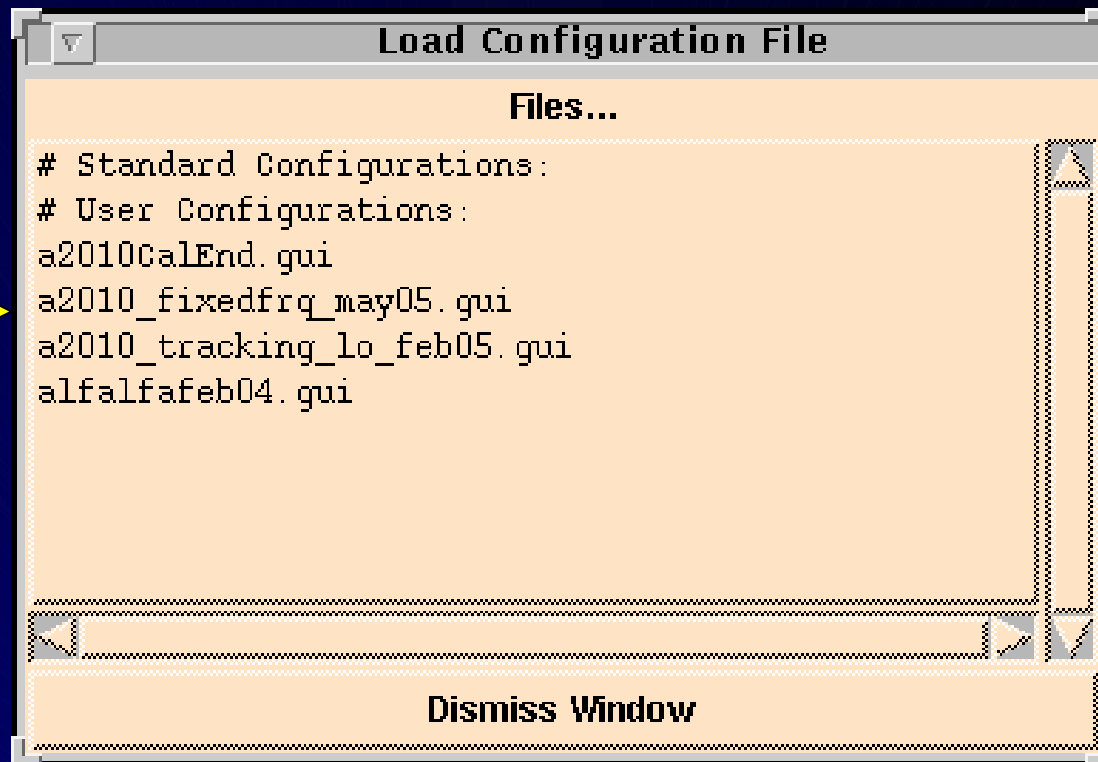 Load Configuration File
Files...
# Standard Configurations:
# User Configurations:
a2010CalEnd.gui
a2010_fixedfrq_may05.gui
a2010_tracking_lo_feb05.gui
alfalfafeb04.gui
Dismiss Window